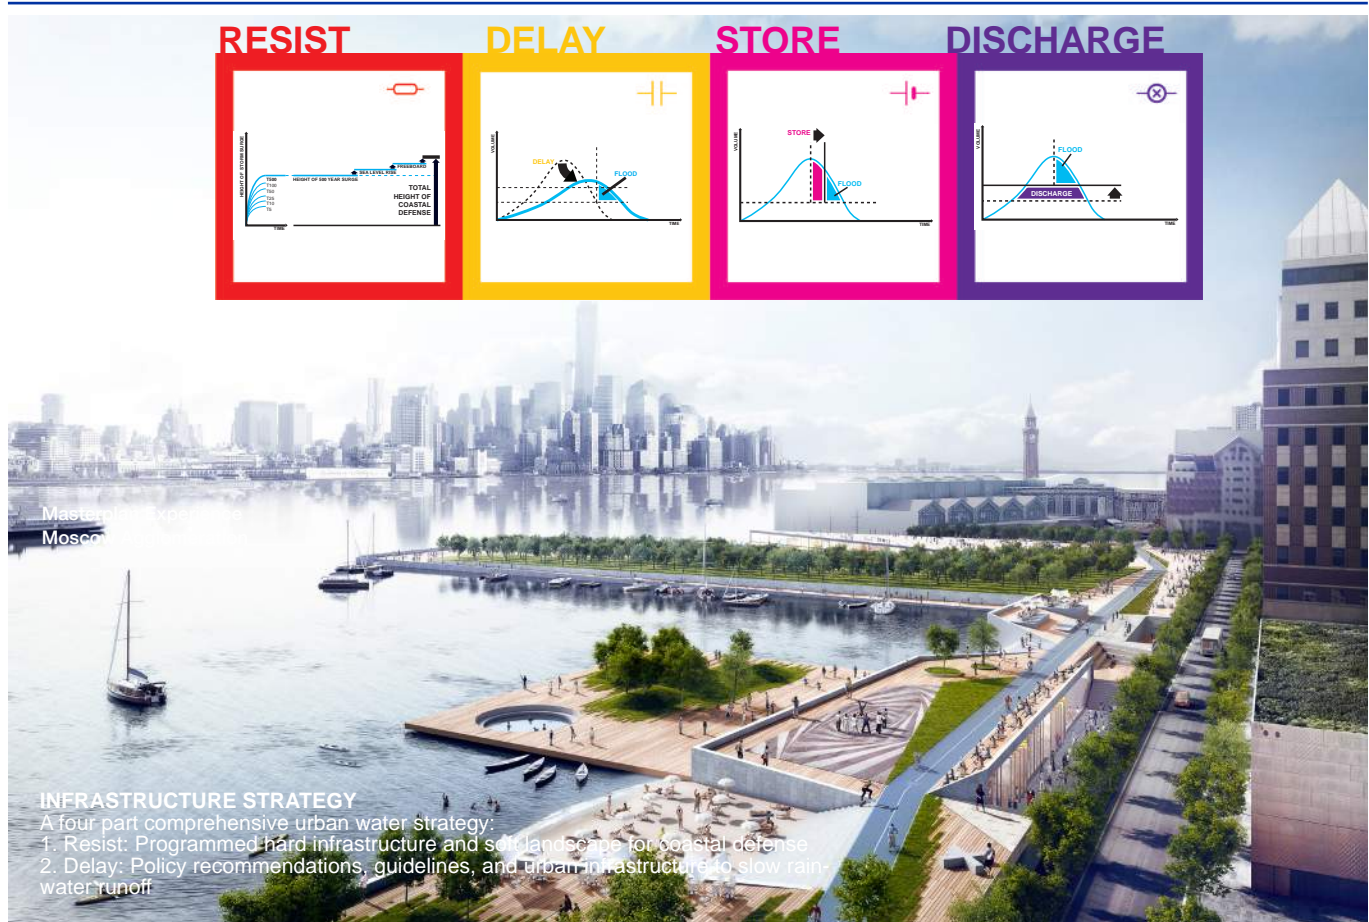 RESIST
DELAY
STORE
DISCHARGE
HEIGHT OF STORM SURGE
T500
T100
T50
T25
T10
T5
TIME
HEIGHT OF 500 YEAR SURGE
SEA LEVEL RISE
FREEBOARD
TOTAL
HEIGHT OF
COASTAL
DEFENSE
VOLUME
DELAY
FLOOD
TIME
VOLUME
STORE
FLOOD
TIME
VOLUME
FLOOD
DISCHARGE
TIME
Masterplan Experience
Moscow
INFRASTRUCTURE STRATEGY
A four part comprehensive urban water strategy:
1. Resist: Programmed hard infrastructure and soft landscape for coastal defense
2. Delay: Policy recommendations, guidelines, and urban infrastructure to slow rain-
water runoff